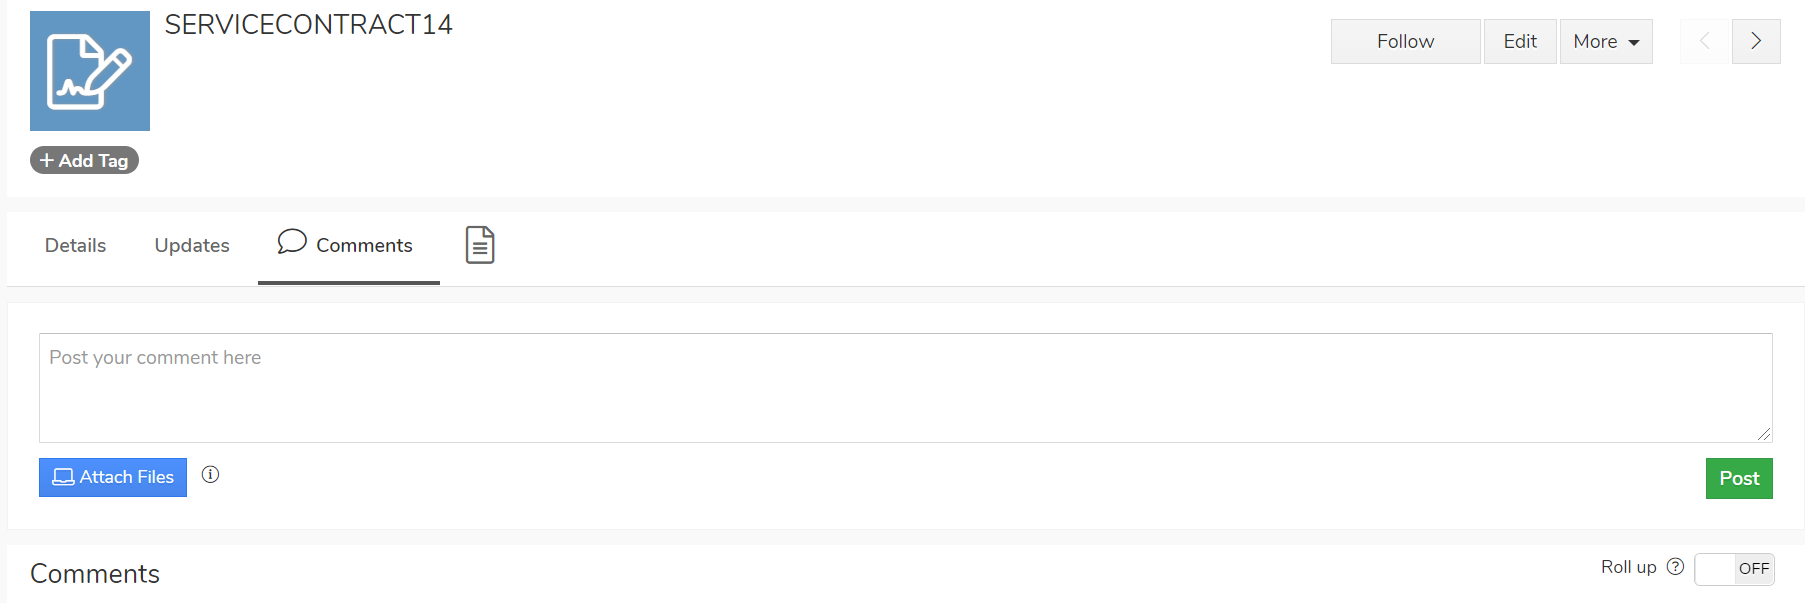 SERVICECONTRACT14
Follow
Edit
More
+ Add Tag
Details
Updates
Comments
Post your comment here
Attach Files
Post
Comments
Roll up
OFF